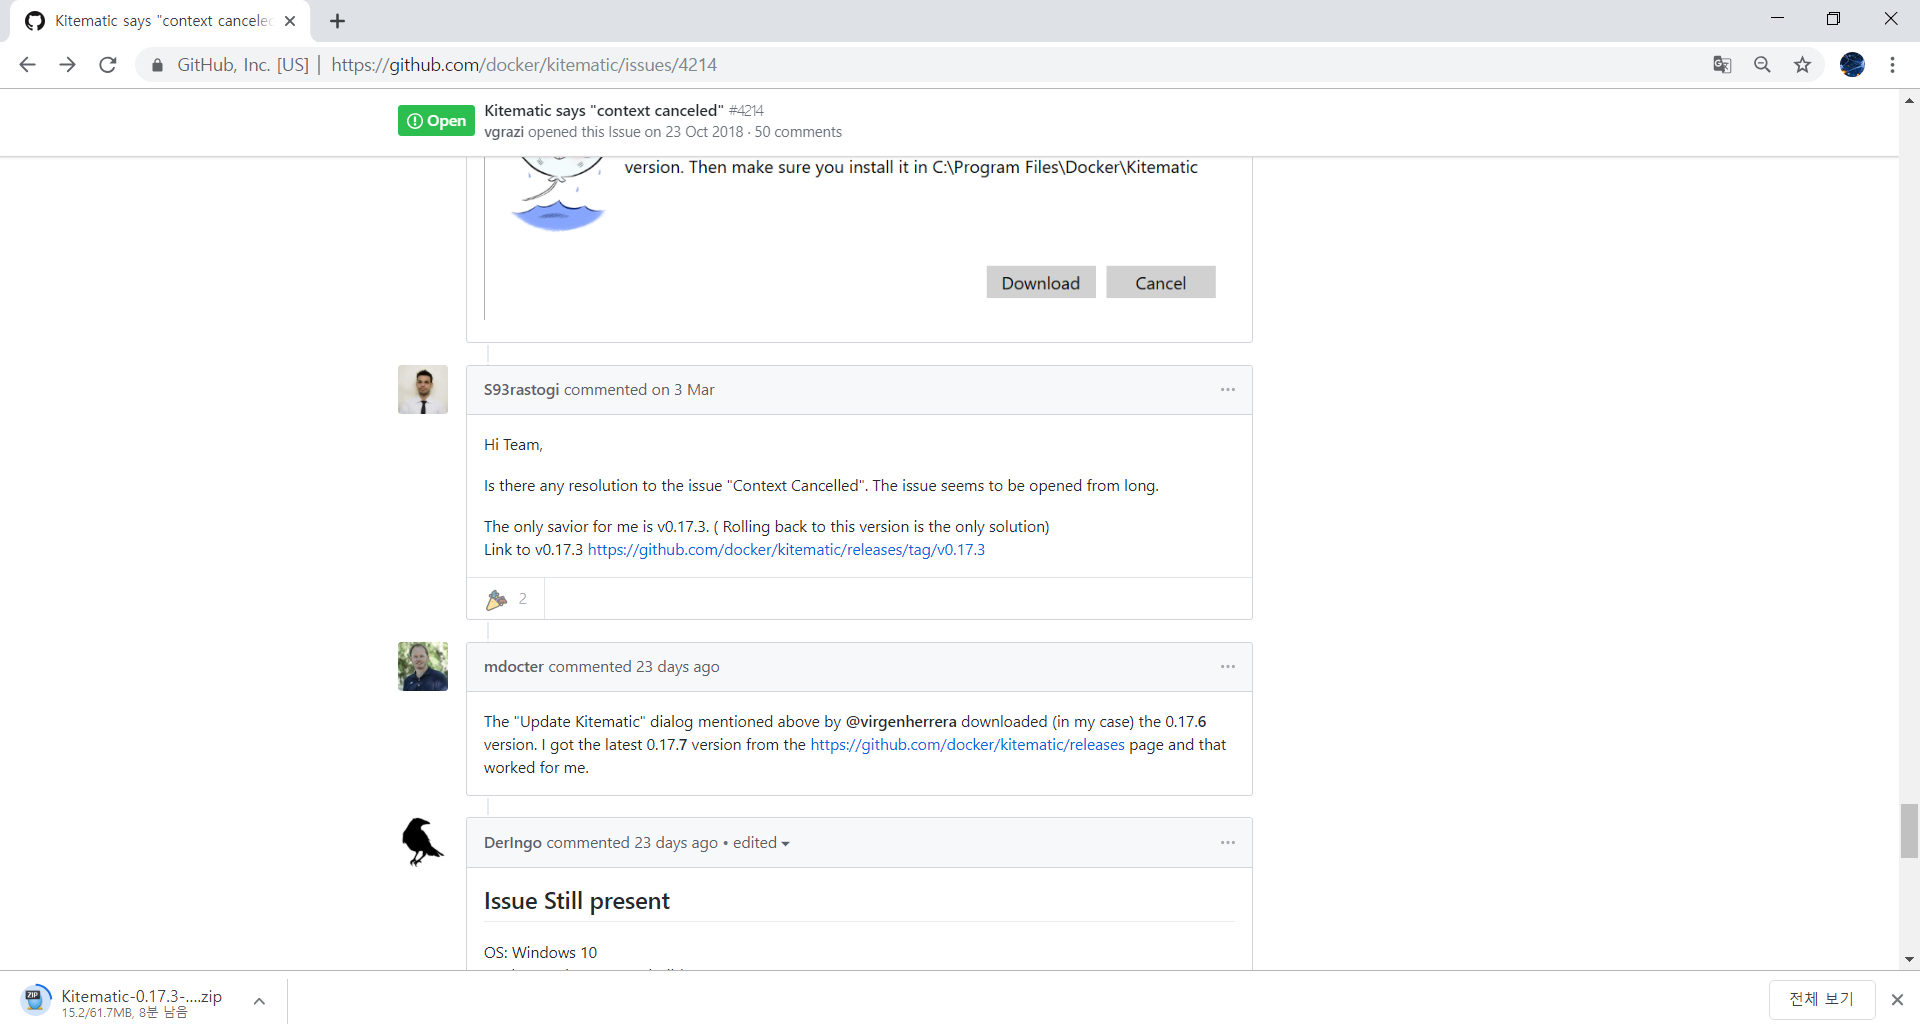 Kitematic says "context canceled
GitHub, Inc. [US] | https://github.com/docker/kitematic/issues/4214
Open
Kitematic says "context canceled" #4214
vgrazi opened this Issue on 23 Oct 2018 · 50 comments
version. Then make sure you install it in C:\Program Files\Docker\Kitematic
Download
Cancel
S93rastogi commented on 3 Mar
Hi Team,
Is there any resolution to the issue "Context Cancelled". The issue seems to be opened from long.
The only savior for me is v0.17.3. ( Rolling back to this version is the only solution)
Link to v0.17.3 https://github.com/docker/kitematic/releases/tag/v0.17.3
2
mdocter commented 23 days ago
The "Update Kitematic" dialog mentioned above by @virgenherrera downloaded (in my case) the 0.17.6
version. I got the latest 0.17.7 version from the https://github.com/docker/kitematic/releases page and that
worked for me.
DerIngo commented 23 days ago • edited
Issue Still present
OS: Windows 10
ZIP
Kitematic-0.17.3-....zip
15.2/61.7MB, 8분 남음
전체 보기